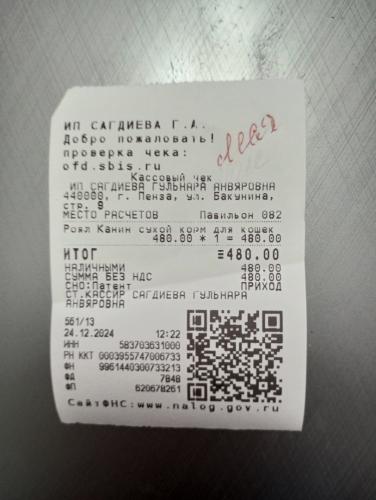 ИП САГДИЕВА Г.А.
Добро пожаловать!
проверка чека:
ofd.sbis.ru
Кассовый чек
ИП САГДИЕВА ГУЛЬНАРА АНВЯРОВНА
440000, г. Пенза, ул. Бакунина,
стр. 9
МЕСТО РАСЧЕТОВ Павильон 082
Роял Канин сухой корм для кошек
480.00 * 1 = 480.00
ИТОГ =480.00
НАЛИЧНЫМИ 480.00
СУММА БЕЗ НДС 480.00
СНО:Патент ПРИХОД
СТ.КАССИР САГДИЕВА ГУЛЬНАРА
АНВЯРОВНА
561/13
24.12.2024 12:22
ИНН 583703631000
РН ККТ 0003955747006733
ФН 9961440300733213
ФД 7848
ФП 620678261
СайтФНС:www.nalog.gov.ru